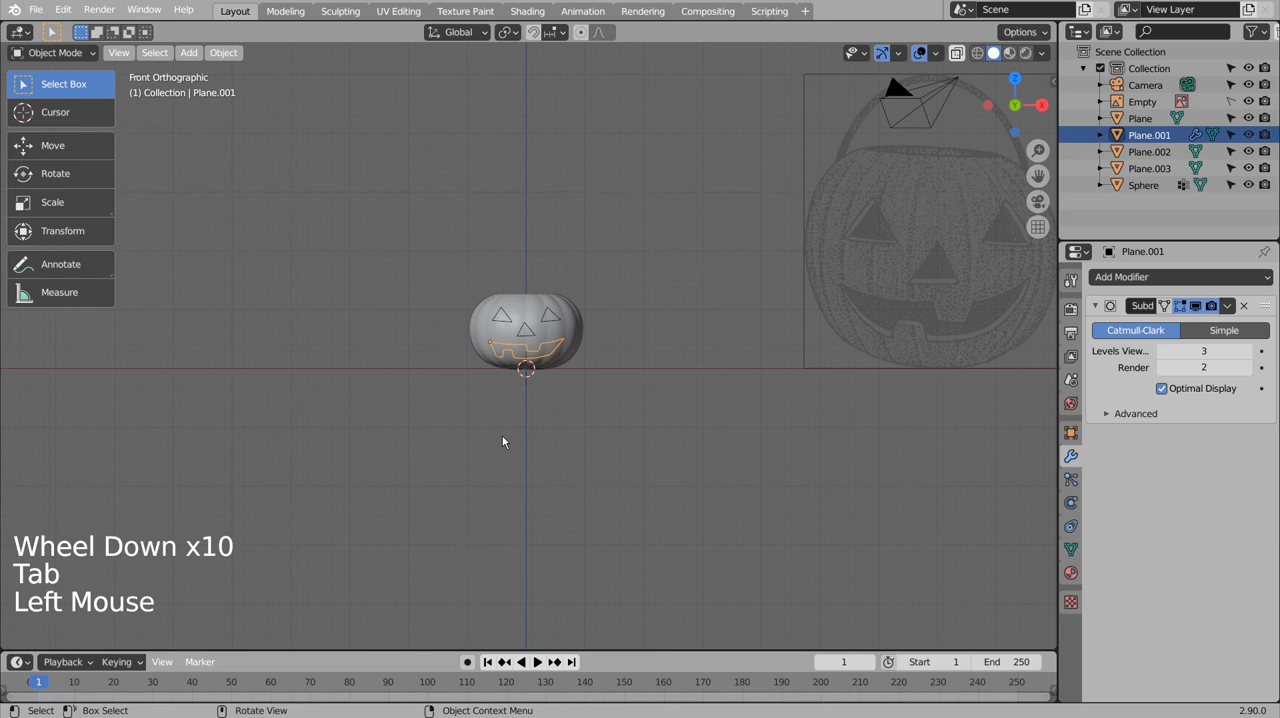 File Edit Render Window Help Layout Modeling Sculpting UV Editing Texture Paint Shading Animation Rendering Compositing Scripting + Scene View Layer
Global Options
Object Mode View Select Add Object
Select Box
Cursor
Move
Rotate
Scale
Transform
Annotate
Measure
Front Orthographic
(1) Collection | Plane.001
Z
Y
X
Wheel Down x10
Tab
Left Mouse
Scene Collection
Collection
Camera
Empty
Plane
Plane.001
Plane.002
Plane.003
Sphere
Plane.001
Add Modifier
Subd
Catmull-Clark Simple
Levels View... 3
Render 2
Optimal Display
Advanced
Playback Keying View Marker 1 Start 1 End 250
1 10 20 30 40 50 60 70 80 90 100 110 120 130 140 150 160 170 180 190 200 210 220 230 240 250
Select Box Select Rotate View Object Context Menu 2.90.0